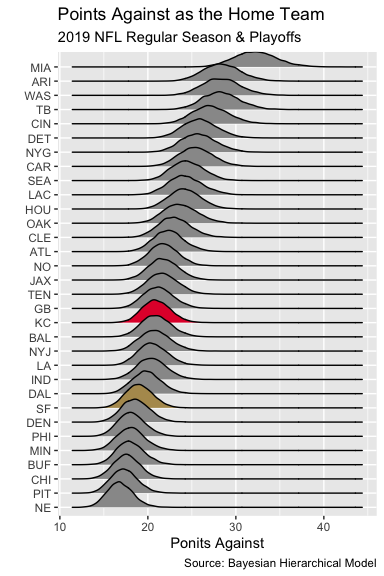 Points Against as the Home Team
2019 NFL Regular Season & Playoffs
MIA
ARI
WAS
TB
CIN
DET
NYG
CAR
SEA
LAC
HOU
OAK
CLE
ATL
NO
JAX
TEN
GB
KC
BAL
NYJ
LA
IND
DAL
SF
DEN
PHI
MIN
BUF
CHI
PIT
NE
10 20 30 40
Ponits Against
Source: Bayesian Hierarchical Model